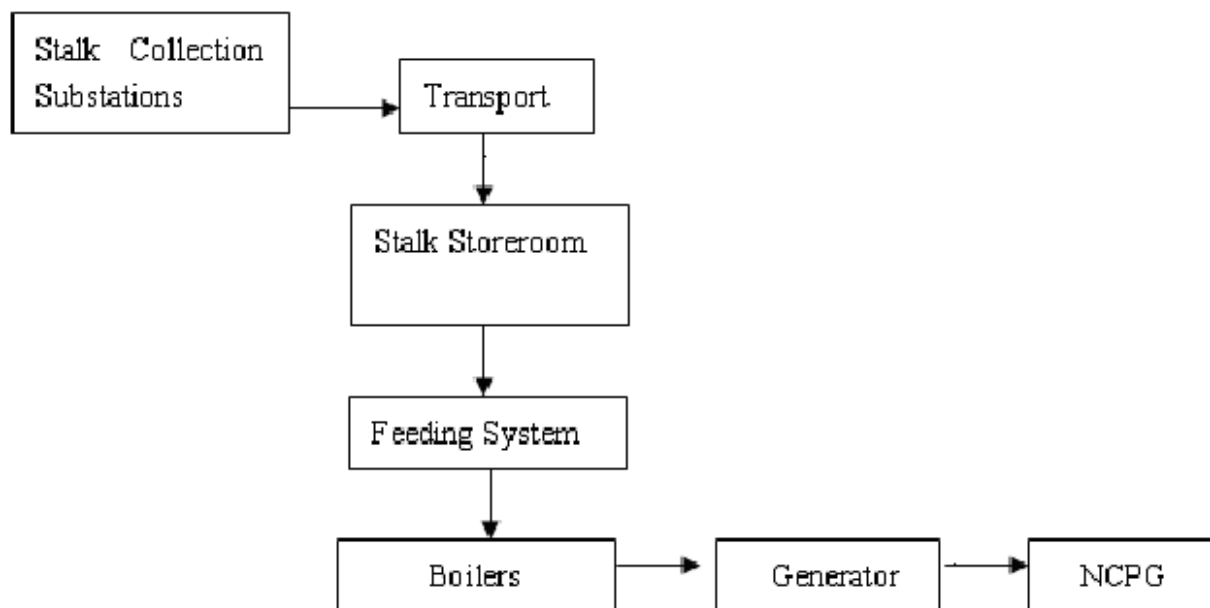 Stalk Collection
Substations
Transport
Stalk Storeroom
Feeding System
Boilers
Generator
NCPG